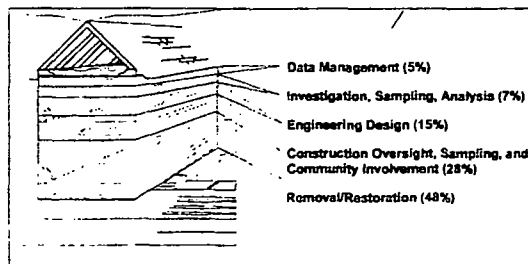 Data Management (5%)
Investigation, Sampling, Analysis (7%)
Engineering Design (15%)
Construction Oversight, Sampling, and
Community Involvement (28%)
Removal/Restoration (48%)